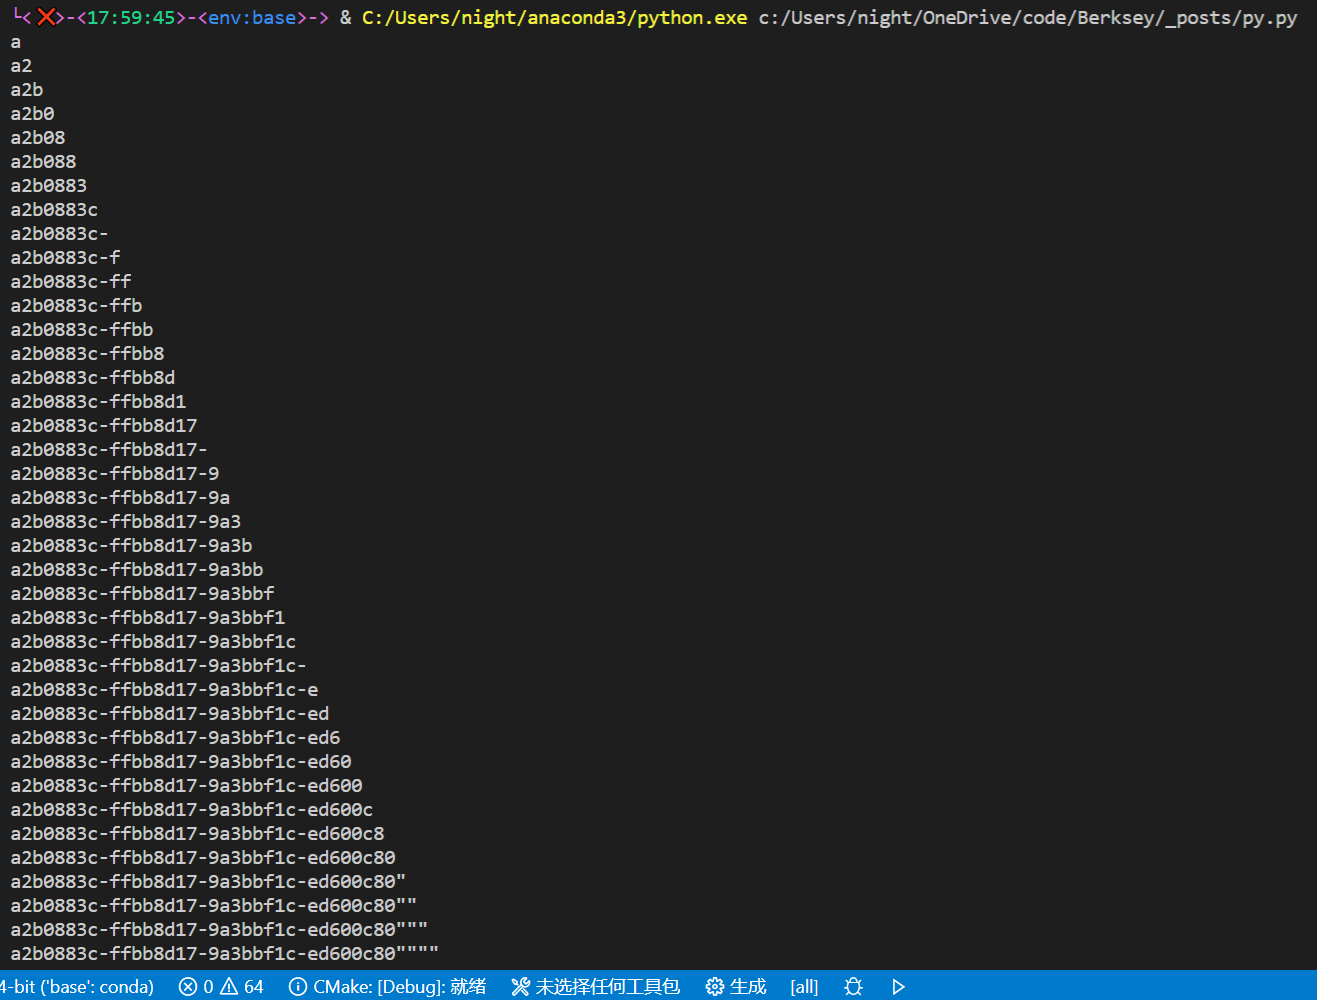 └<❌>-<17:59:45>-<env:base>-> & C:/Users/night/anaconda3/python.exe c:/Users/night/OneDrive/code/Berksey/_posts/py.py
a
a2
a2b
a2b0
a2b08
a2b088
a2b0883
a2b0883c
a2b0883c-
a2b0883c-f
a2b0883c-ff
a2b0883c-ffb
a2b0883c-ffbb
a2b0883c-ffbb8
a2b0883c-ffbb8d
a2b0883c-ffbb8d1
a2b0883c-ffbb8d17
a2b0883c-ffbb8d17-
a2b0883c-ffbb8d17-9
a2b0883c-ffbb8d17-9a
a2b0883c-ffbb8d17-9a3
a2b0883c-ffbb8d17-9a3b
a2b0883c-ffbb8d17-9a3bb
a2b0883c-ffbb8d17-9a3bbf
a2b0883c-ffbb8d17-9a3bbf1
a2b0883c-ffbb8d17-9a3bbf1c
a2b0883c-ffbb8d17-9a3bbf1c-
a2b0883c-ffbb8d17-9a3bbf1c-e
a2b0883c-ffbb8d17-9a3bbf1c-ed
a2b0883c-ffbb8d17-9a3bbf1c-ed6
a2b0883c-ffbb8d17-9a3bbf1c-ed60
a2b0883c-ffbb8d17-9a3bbf1c-ed600
a2b0883c-ffbb8d17-9a3bbf1c-ed600c
a2b0883c-ffbb8d17-9a3bbf1c-ed600c8
a2b0883c-ffbb8d17-9a3bbf1c-ed600c80
a2b0883c-ffbb8d17-9a3bbf1c-ed600c80"
a2b0883c-ffbb8d17-9a3bbf1c-ed600c80""
a2b0883c-ffbb8d17-9a3bbf1c-ed600c80"""
a2b0883c-ffbb8d17-9a3bbf1c-ed600c80""""
4-bit ('base': conda) 0 64 CMake: [Debug]: 就绪 未选择任何工具包 生成 [all]